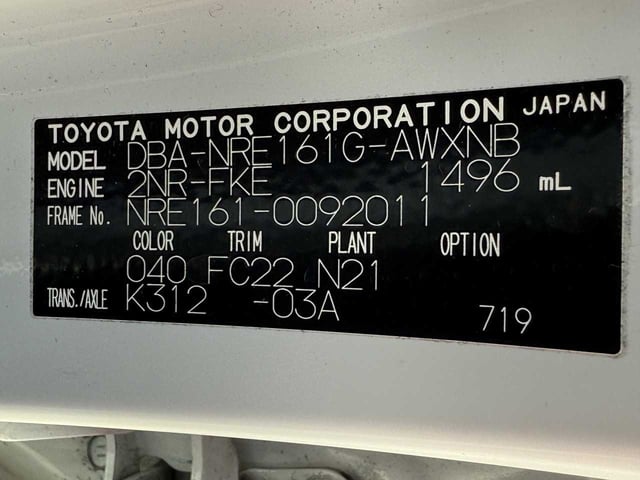 TOYOTA MOTOR CORPORATION JAPAN
MODEL DBA-NRE161G-AWXNB
ENGINE 2NR-FKE 1496 mL
FRAME No. NRE161-0092011
COLOR TRIM PLANT OPTION
040 FC22 N21
TRANS./AXLE K312 -03A
719